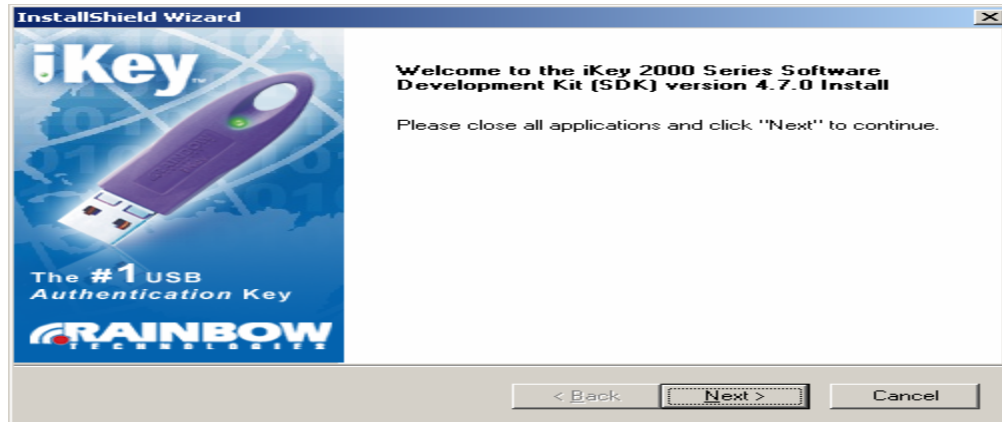 InstallShield Wizard
iKey™
Welcome to the iKey 2000 Series Software
Development Kit (SDK) version 4.7.0 Install
Please close all applications and click "Next" to continue.
The #1 USB
Authentication Key
RAINBOW
TECHNOLOGIES
< Back
Next >
Cancel